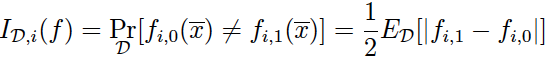 $I_{\mathcal{D},i}(f) = \Pr_{\mathcal{D}}[f_{i,0}(\overline{x}) \neq f_{i,1}(\overline{x})] = \frac{1}{2} E_{\mathcal{D}}[|f_{i,1} - f_{i,0}|]$